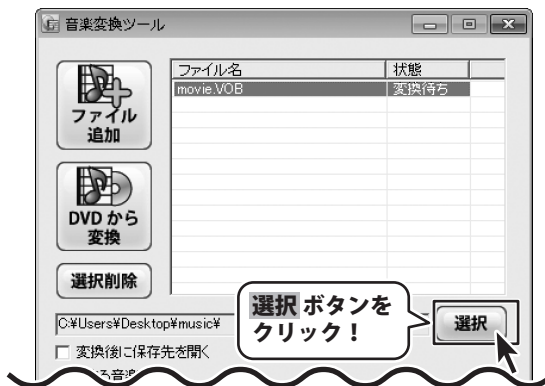 音楽変換ツール
ファイル名 状態
movie.VOB 変換待ち
ファイル
追加
DVDから
変換
選択削除
選択 ボタンを
クリック！
C:¥Users¥Desktop¥music¥
選択
変換後に保存先を開く